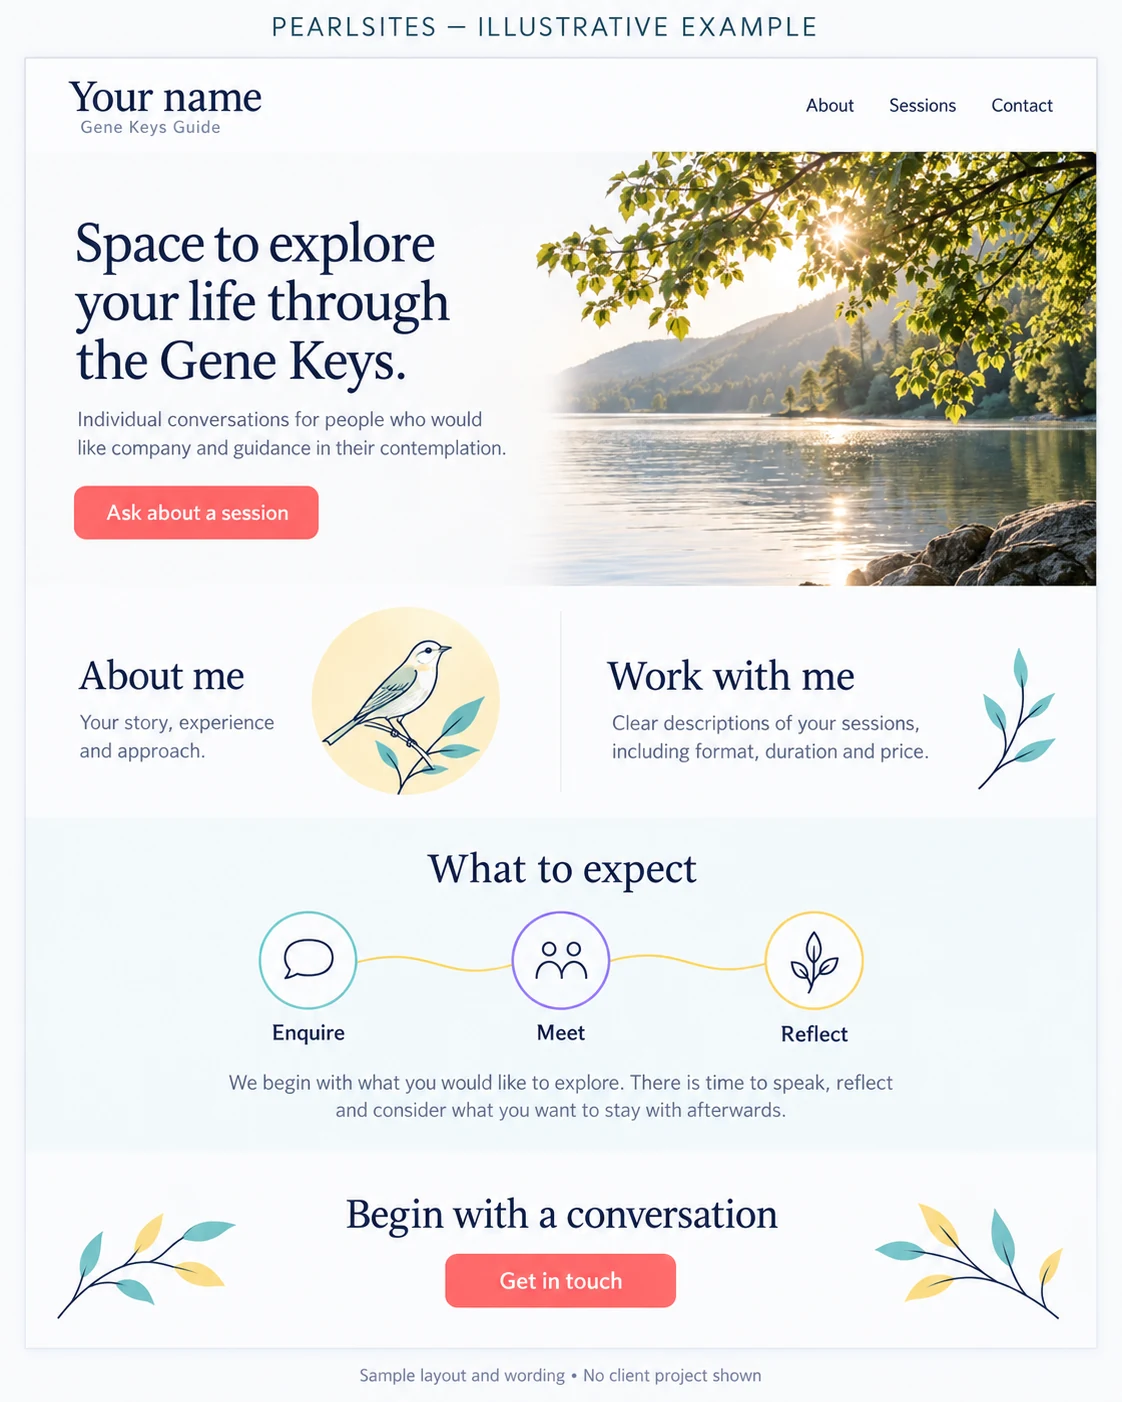 PEARLSITES — ILLUSTRATIVE EXAMPLE
Your name
Gene Keys Guide
About
Sessions
Contact
Space to explore
your life through
the Gene Keys.
Individual conversations for people who would
like company and guidance in their contemplation.
Ask about a session
About me
Your story, experience
and approach.
Work with me
Clear descriptions of your sessions,
including format, duration and price.
What to expect
Enquire
Meet
Reflect
We begin with what you would like to explore. There is time to speak, reflect
and consider what you want to stay with afterwards.
Begin with a conversation
Get in touch
Sample layout and wording • No client project shown